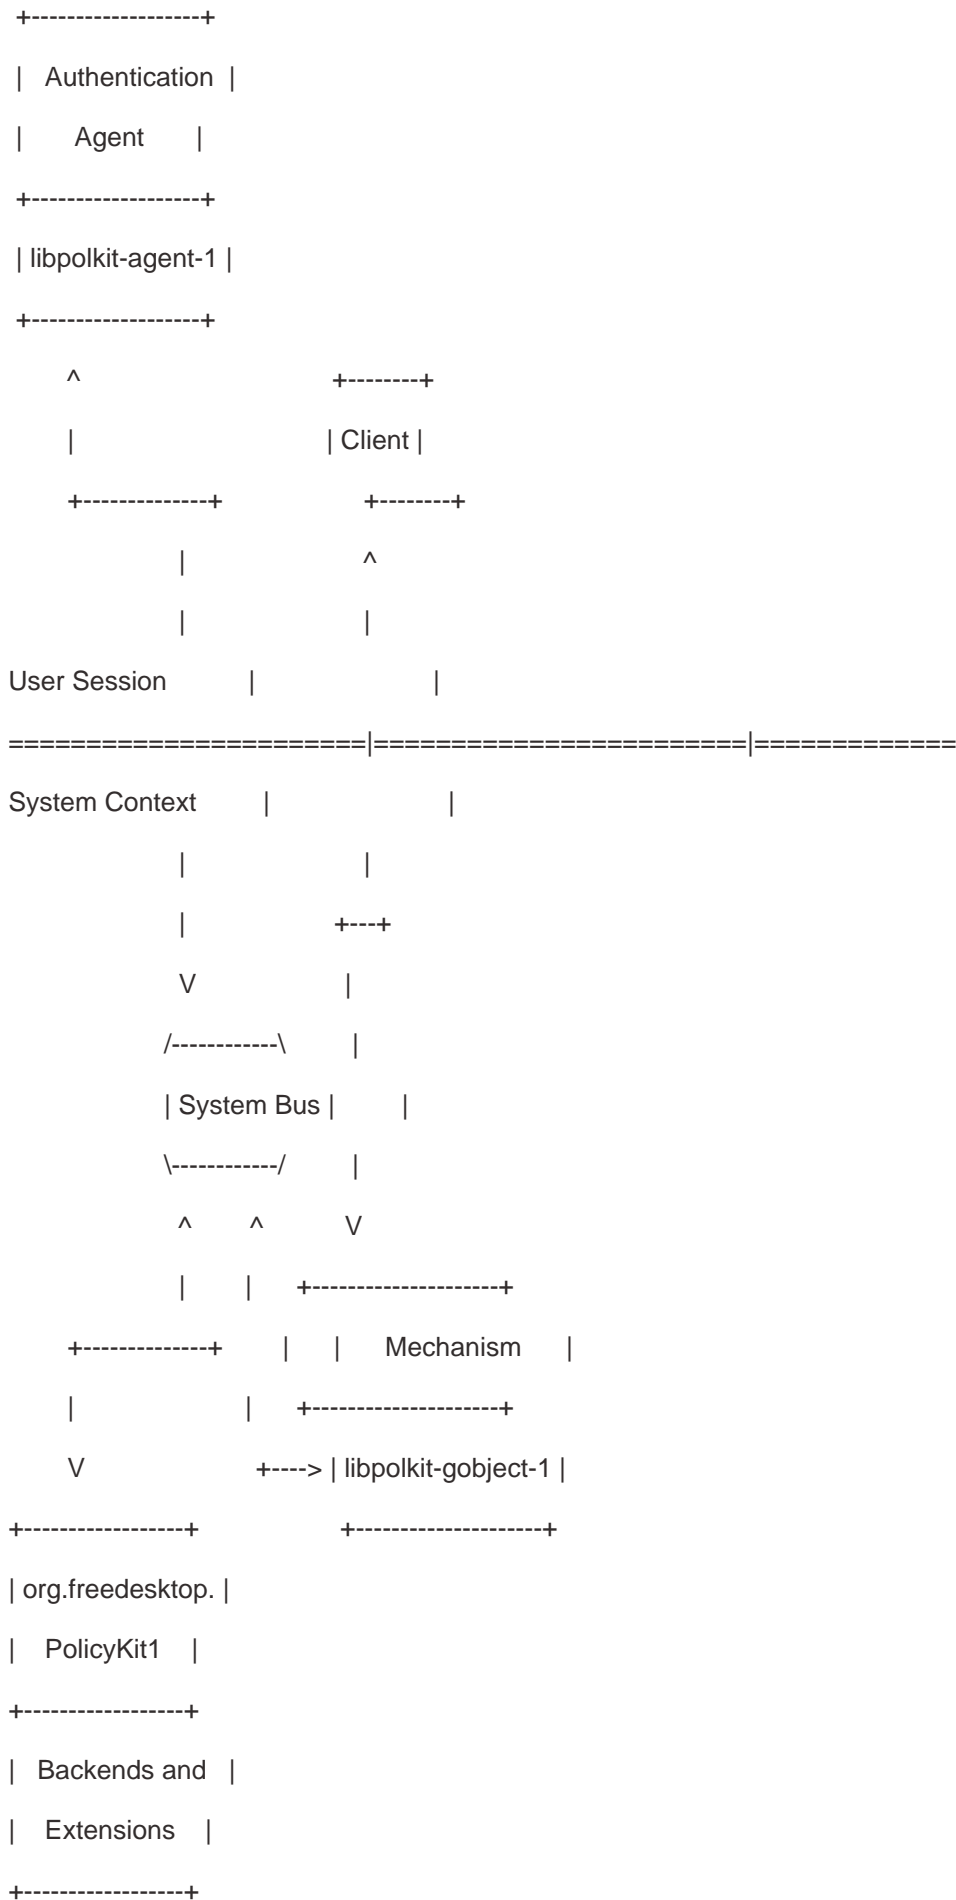 +-------------------+
| Authentication |
| Agent |
+-------------------+
| libpolkit-agent-1 |
+-------------------+
^ +--------+
| | Client |
+--------------+ +--------+
| ^
| |
User Session | |
=======================|========================|=============
System Context | |
| |
| +---+
V |
/------------\ |
| System Bus | |
\------------/ |
^ ^ V
| | +---------------------+
+--------------+ | | Mechanism |
| | +---------------------+
V +----> | libpolkit-gobject-1 |
+------------------+ +---------------------+
| org.freedesktop. |
| PolicyKit1 |
+------------------+
| Backends and |
| Extensions |
+------------------+